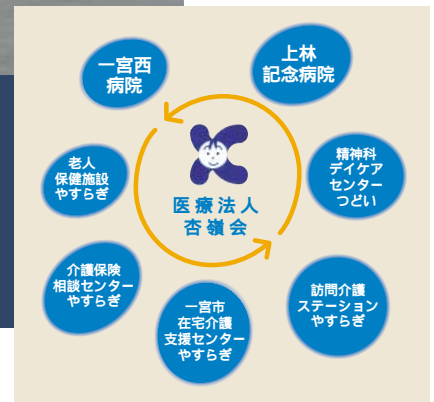 一宮西
病院
上林
記念病院
老人
保健施設
やすらぎ
医療法人
杏嶺会
精神科
デイケア
センター
つどい
介護保険
相談センター
やすらぎ
一宮市
在宅介護
支援センター
やすらぎ
訪問介護
ステーション
やすらぎ